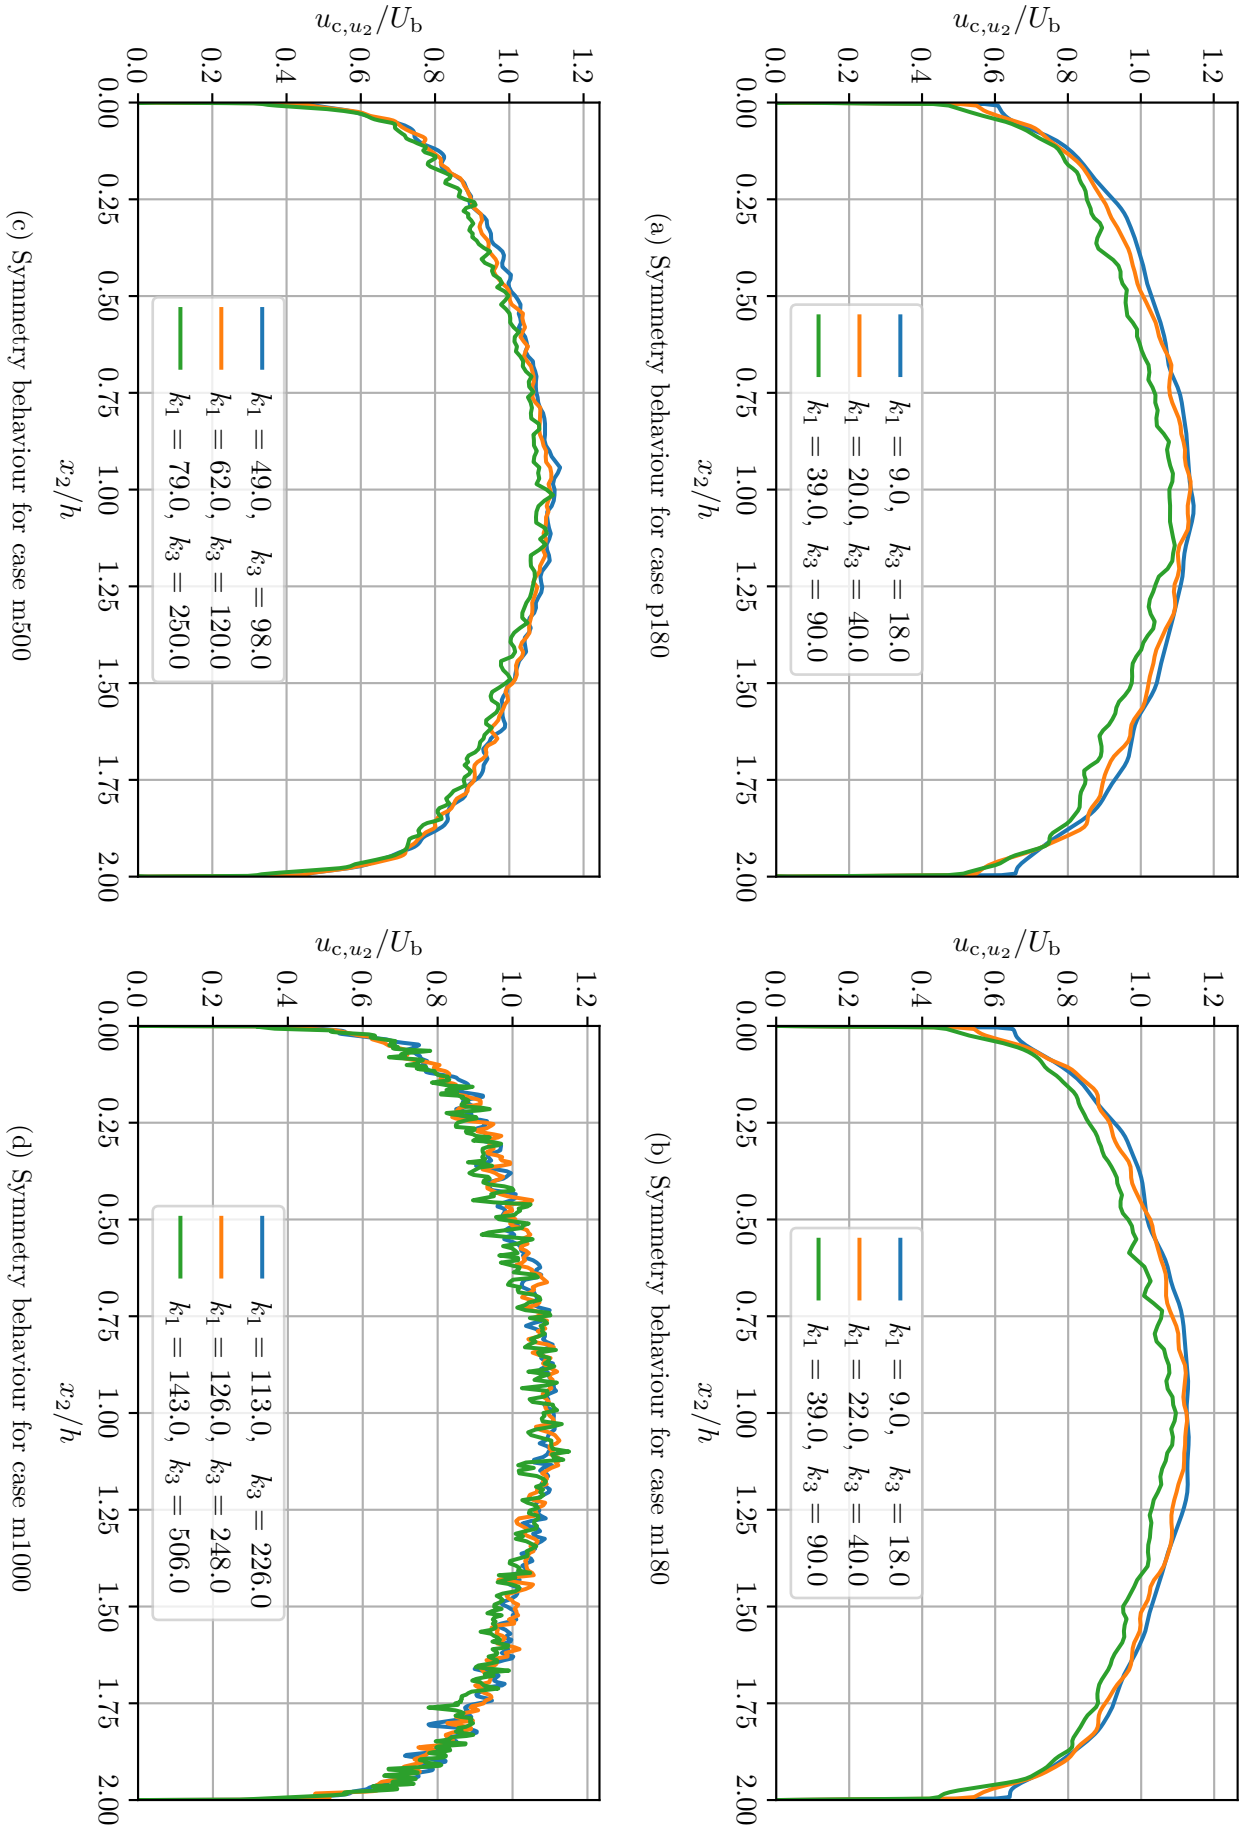 u_{c,u_2}/U_b
1.2
1.0
0.8
0.6
0.4
0.2
0.0
0.00 0.25 0.50 0.75 1.00 1.25 1.50 1.75 2.00
x_2/h
k_1 = 9.0, k_3 = 18.0
k_1 = 20.0, k_3 = 40.0
k_1 = 39.0, k_3 = 90.0
(a) Symmetry behaviour for case p180
u_{c,u_2}/U_b
1.2
1.0
0.8
0.6
0.4
0.2
0.0
0.00 0.25 0.50 0.75 1.00 1.25 1.50 1.75 2.00
x_2/h
k_1 = 9.0, k_3 = 18.0
k_1 = 22.0, k_3 = 40.0
k_1 = 39.0, k_3 = 90.0
(b) Symmetry behaviour for case m180
u_{c,u_2}/U_b
1.2
1.0
0.8
0.6
0.4
0.2
0.0
0.00 0.25 0.50 0.75 1.00 1.25 1.50 1.75 2.00
x_2/h
k_1 = 49.0, k_3 = 98.0
k_1 = 62.0, k_3 = 120.0
k_1 = 79.0, k_3 = 250.0
(c) Symmetry behaviour for case m500
u_{c,u_2}/U_b
1.2
1.0
0.8
0.6
0.4
0.2
0.0
0.00 0.25 0.50 0.75 1.00 1.25 1.50 1.75 2.00
x_2/h
k_1 = 113.0, k_3 = 226.0
k_1 = 126.0, k_3 = 248.0
k_1 = 143.0, k_3 = 506.0
(d) Symmetry behaviour for case m1000